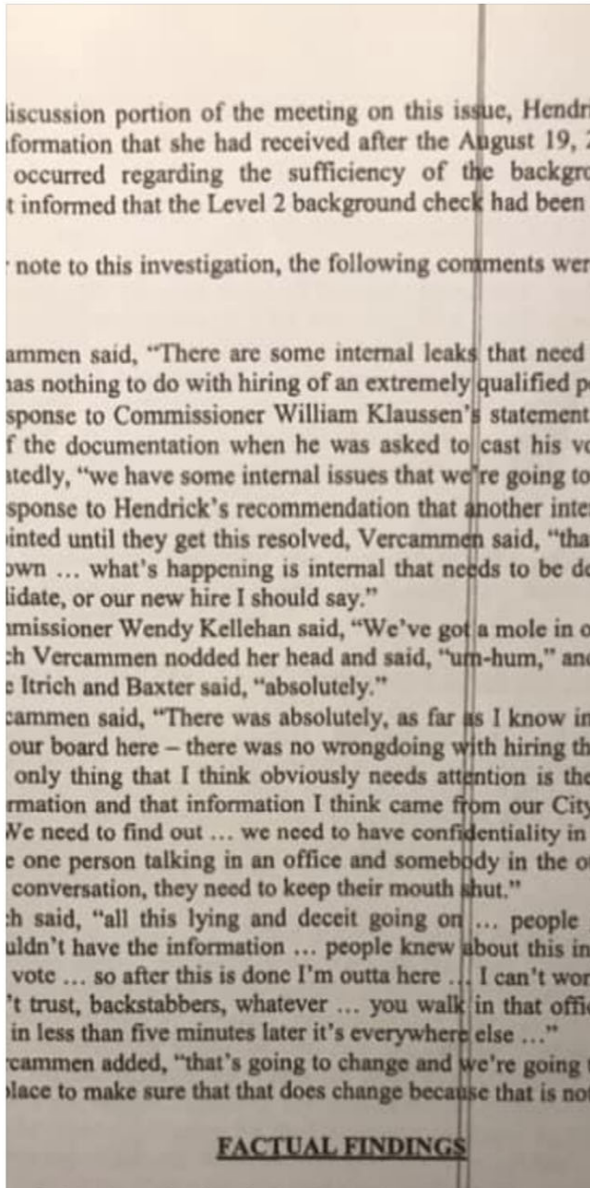 discussion portion of the meeting on this issue, Hendri
formation that she had received after the August 19, 2
occurred regarding the sufficiency of the backgro
t informed that the Level 2 background check had been
note to this investigation, the following comments wer
ammen said, “There are some internal leaks that need
has nothing to do with hiring of an extremely qualified p
sponse to Commissioner William Klaussen’s statement
f the documentation when he was asked to cast his vo
atedly, “we have some internal issues that we’re going to
sponse to Hendrick’s recommendation that another inte
inted until they get this resolved, Vercammen said, “tha
own … what’s happening is internal that needs to be de
lidate, or our new hire I should say.”
mmissioner Wendy Kellehan said, “We’ve got a mole in o
ch Vercammen nodded her head and said, “um-hum,” and
e Itrich and Baxter said, “absolutely.”
cammen said, “There was absolutely, as far as I know in
our board here – there was no wrongdoing with hiring th
only thing that I think obviously needs attention is the
rmation and that information I think came from our City
We need to find out … we need to have confidentiality in
e one person talking in an office and somebody in the o
conversation, they need to keep their mouth shut.”
ch said, “all this lying and deceit going on … people
uldn’t have the information … people knew about this in
vote … so after this is done I’m outta here … I can’t wor
’t trust, backstabbers, whatever … you walk in that offic
in less than five minutes later it’s everywhere else …”
rcammen added, “that’s going to change and we’re going t
place to make sure that that does change because that is not
FACTUAL FINDINGS